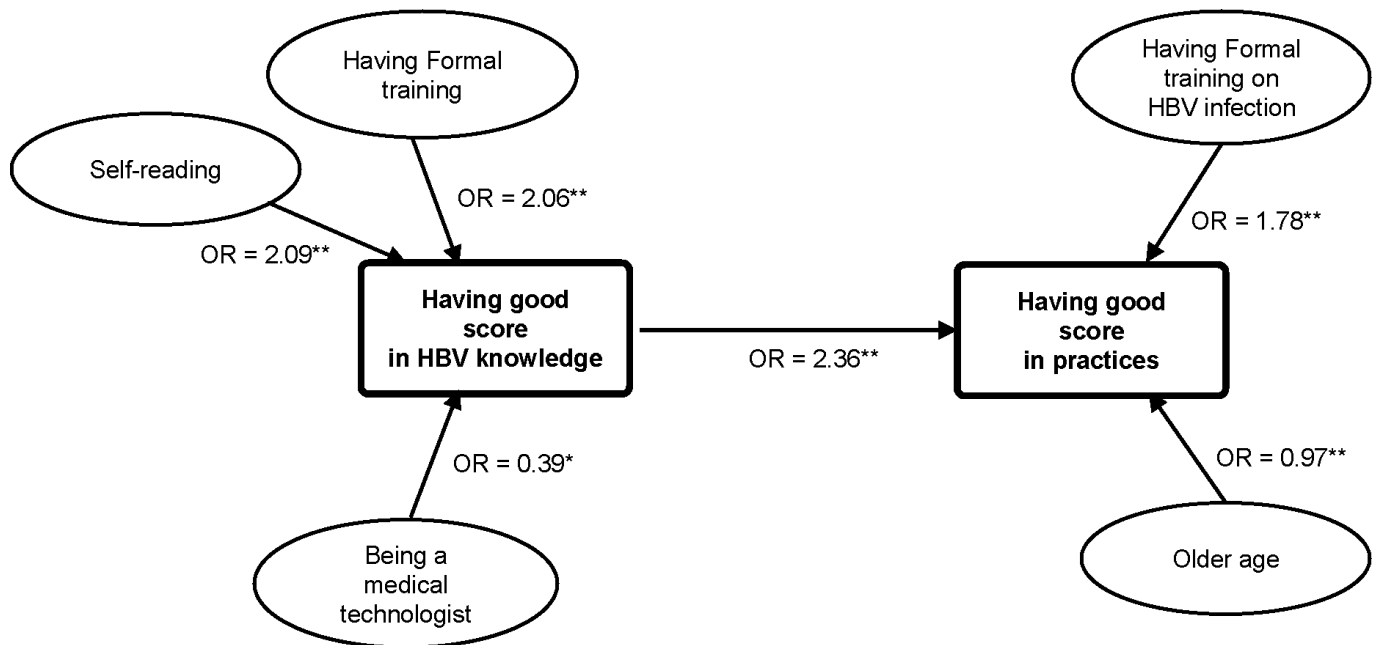 Having Formal
training
Having Formal
training on
HBV infection
Self-reading
OR = 2.06**
OR = 1.78**
OR = 2.09**
Having good
score
in HBV knowledge
Having good
score
in practices
OR = 2.36**
OR = 0.39*
OR = 0.97**
Being a
medical
technologist
Older age